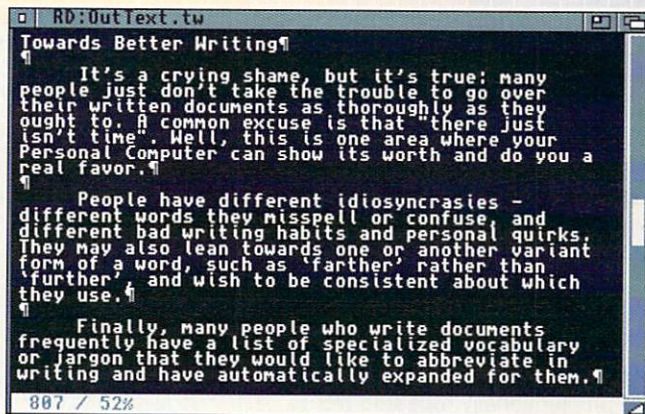 RD:OutText.tw
Towards Better Writing¶
¶
It's a crying shame, but it's true: many
people just don't take the trouble to go over
their written documents as thoroughly as they
ought to. A common excuse is that "there just
isn't time". Well, this is one area where your
Personal Computer can show its worth and do you a
real favor.¶
¶
People have different idiosyncrasies -
different words they misspell or confuse, and
different bad writing habits and personal quirks.
They may also lean towards one or another variant
form of a word, such as 'farther' rather than
'further', and wish to be consistent about which
they use.¶
¶
Finally, many people who write documents
frequently have a list of specialized vocabulary
or jargon that they would like to abbreviate in
writing and have automatically expanded for them.¶
807 / 52%